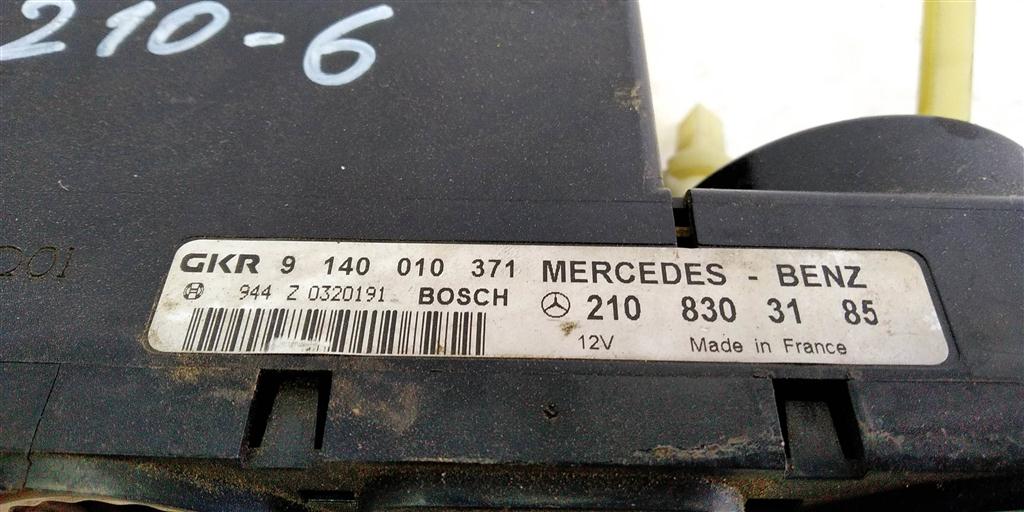 210-6
001
GKR 9 140 010 371 MERCEDES - BENZ
944 Z 0320191 BOSCH 210 830 31 85
12V Made in France